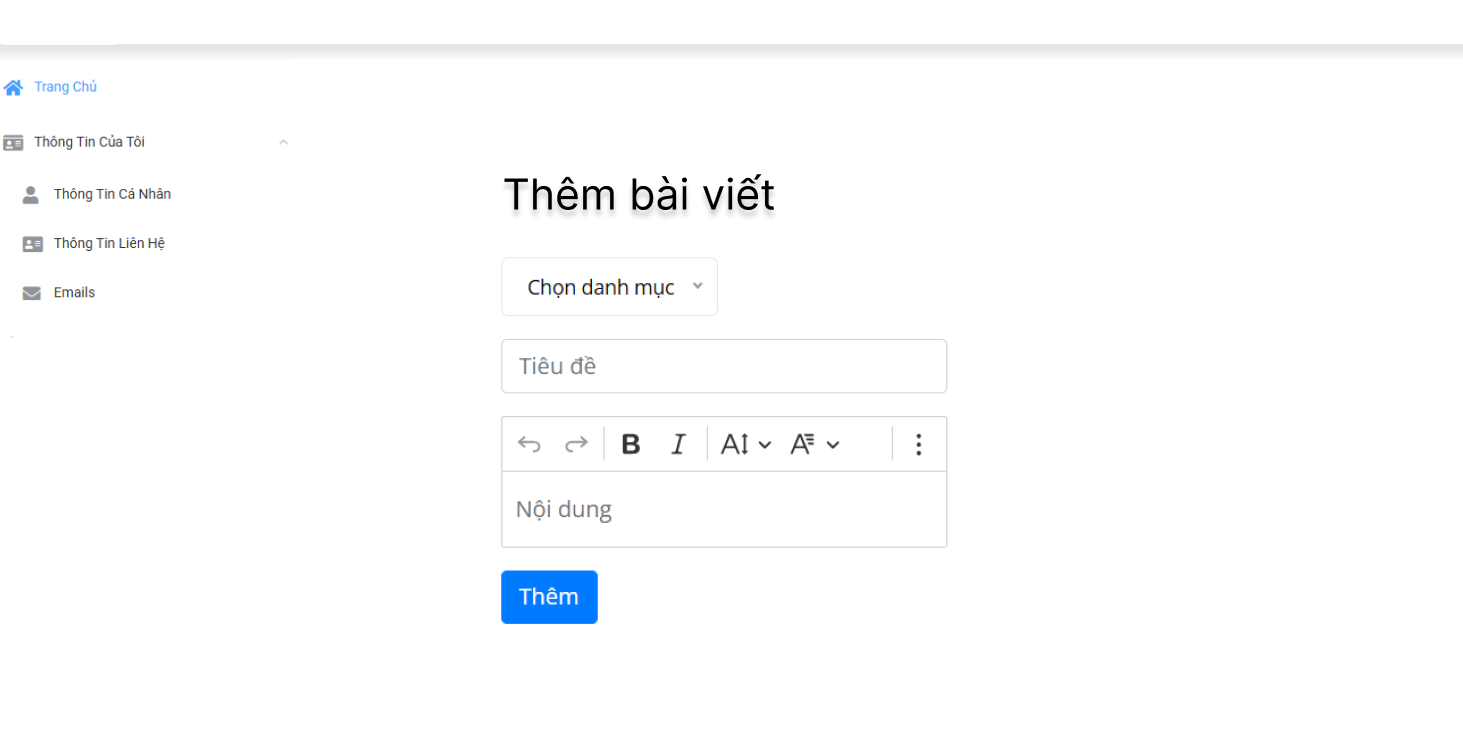 Trang Chủ
Thông Tin Của Tôi
Thông Tin Cá Nhân
Thông Tin Liên Hệ
Emails
Thêm bài viết
Chọn danh mục
Tiêu đề
B I A A
Nội dung
Thêm